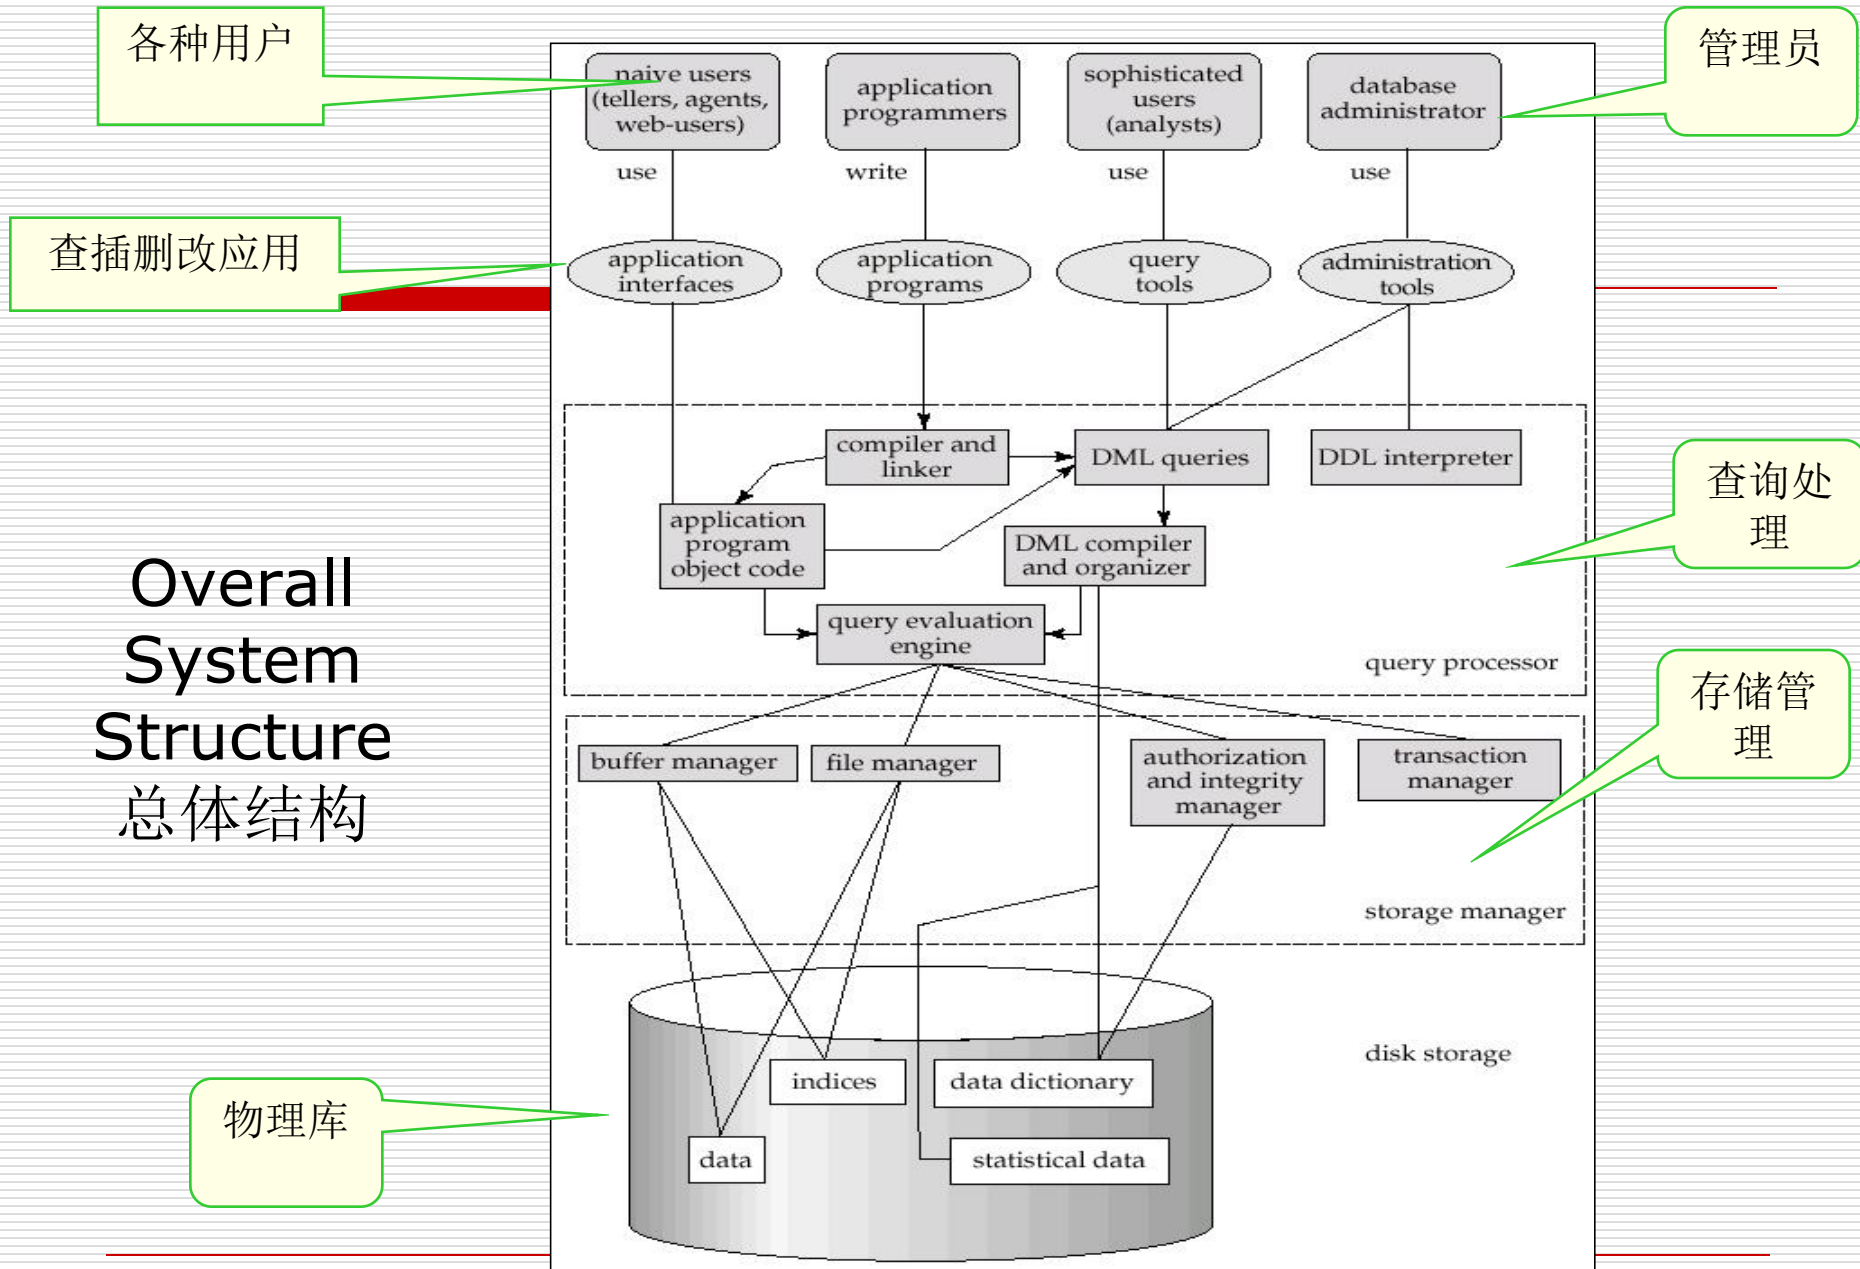 各种用户
管理员
naive users
(tellers, agents,
web-users)
application
programmers
sophisticated
users
(analysts)
database
administrator
use
write
use
use
查插删改应用
application
interfaces
application
programs
query
tools
administration
tools
compiler and
linker
DML queries
DDL interpreter
查询处
理
application
program
object code
DML compiler
and organizer
query evaluation
engine
query processor
Overall
System
Structure
总体结构
存储管
理
buffer manager
file manager
authorization
and integrity
manager
transaction
manager
storage manager
disk storage
indices
data dictionary
物理库
data
statistical data